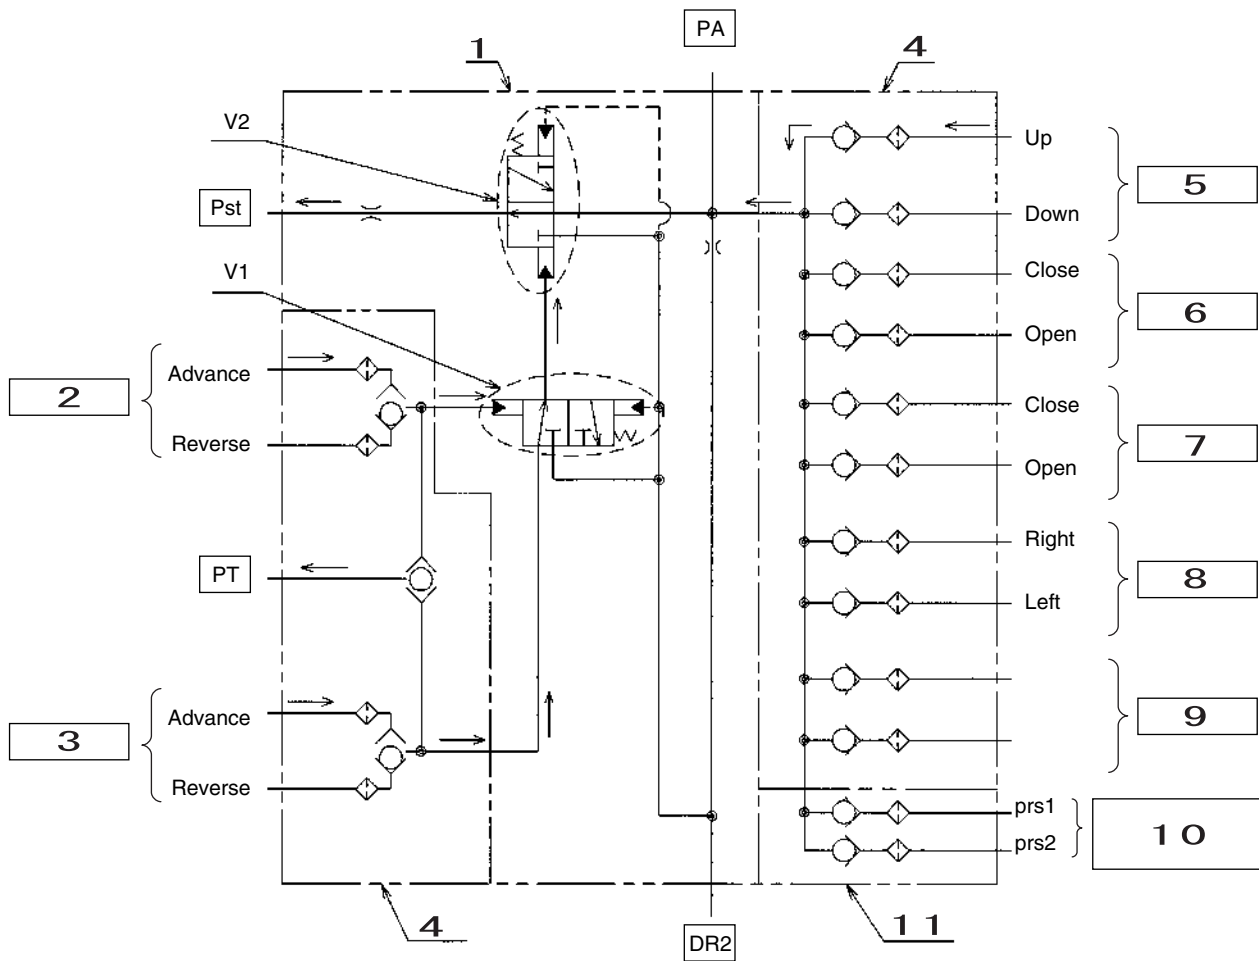 PA
1
4
V2
Up
5
Pst
Down
V1
Close
6
Open
Advance
2
Close
Reverse
7
Open
Right
PT
8
Left
Advance
9
3
Reverse
prs1
10
prs2
4
11
DR2